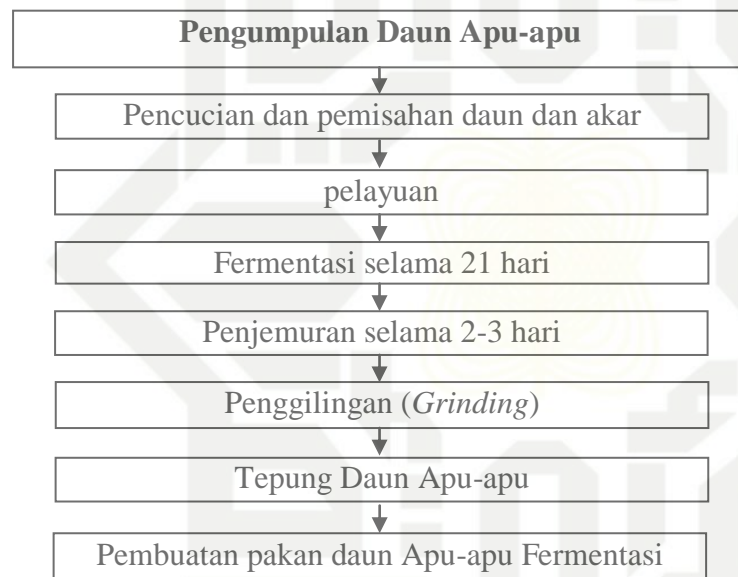 Pengumpulan Daun Apu-apu
Pencucian dan pemisahan daun dan akar
pelayuan
Fermentasi selama 21 hari
Penjemuran selama 2-3 hari
Penggilingan (Grinding)
Tepung Daun Apu-apu
Pembuatan pakan daun Apu-apu Fermentasi